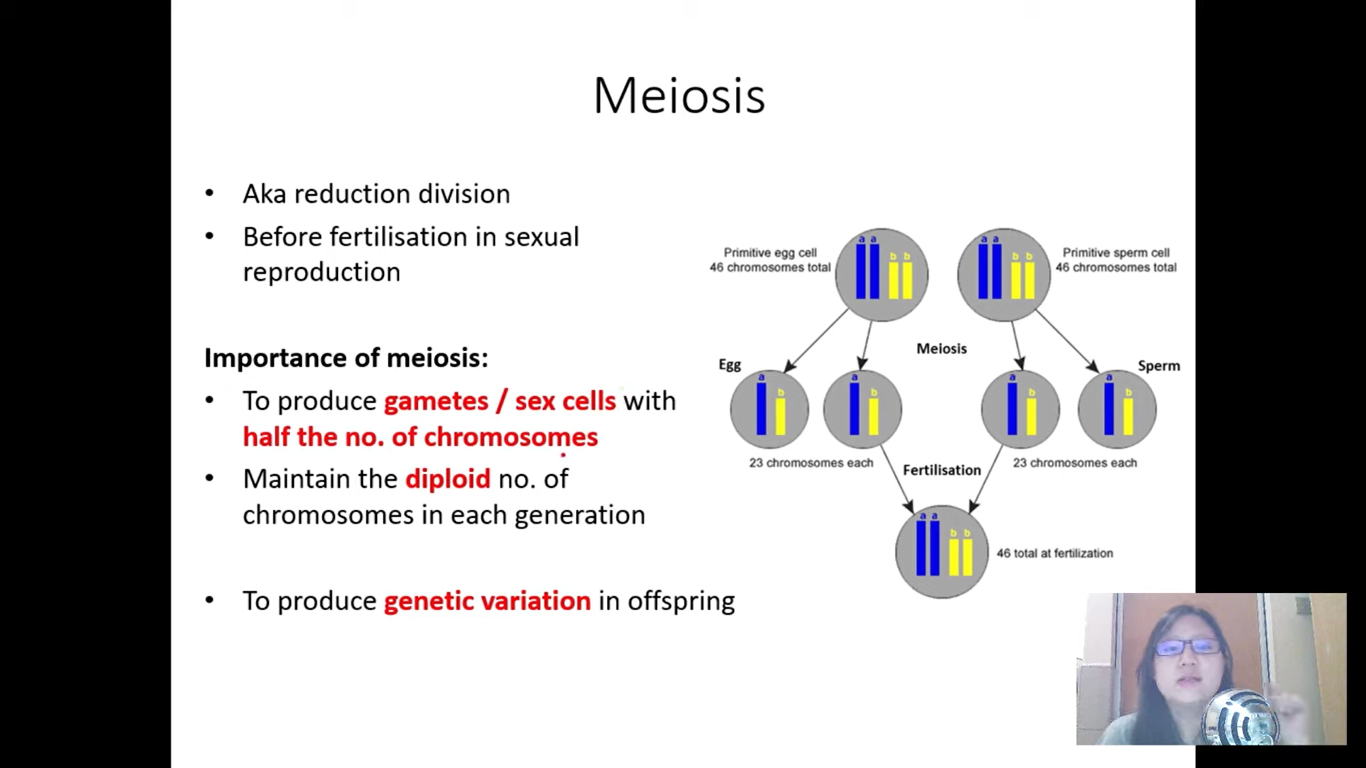 Meiosis
• Aka reduction division
• Before fertilisation in sexual
reproduction
Importance of meiosis:
• To produce gametes / sex cells with
half the no. of chromosomes
• Maintain the diploid no. of
chromosomes in each generation
• To produce genetic variation in offspring
Primitive egg cell
46 chromosomes total
a a
b b
a a
b b
Primitive sperm cell
46 chromosomes total
Meiosis
Egg
Sperm
a
b
a
b
a
b
a
b
23 chromosomes each
23 chromosomes each
Fertilisation
a a
b b
46 total at fertilization